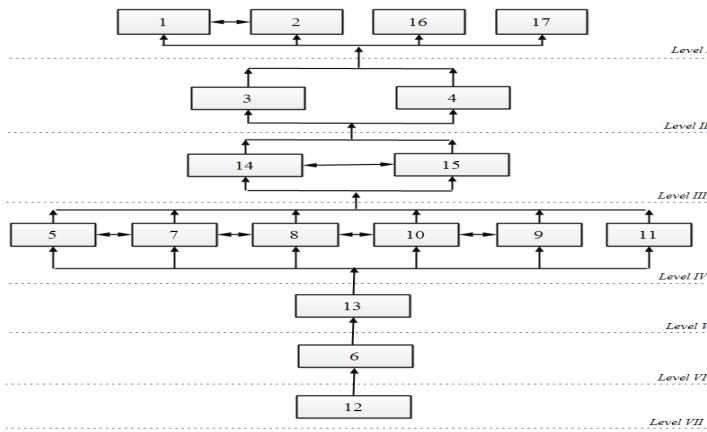 1 2 16 17
Level
3 4
Level II
14 15
Level III
5 7 8 10 9 11
Level IV
13
Level V
6
Level VI
12
Level VII